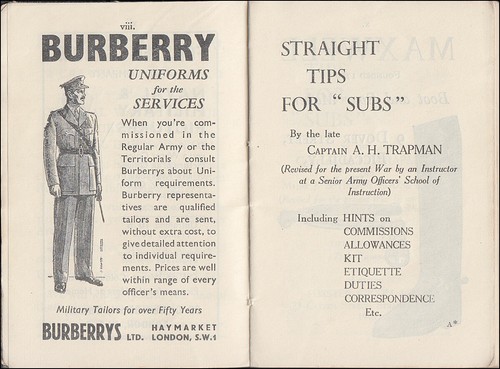 viii.
BURBERRY
UNIFORMS
for the
SERVICES
When you're com-
missioned in the
Regular Army or the
Territorials consult
Burberrys about Uni-
form requirements.
Burberry representa-
tives are qualified
tailors and are sent,
without extra cost, to
give detailed attention
to individual require-
ments. Prices are well
within range of every
officer's means.
Military Tailors for over Fifty Years
BURBERRYS LTD. HAYMARKET
LONDON, S.W.1
STRAIGHT
TIPS
FOR "SUBS"
By the late
CAPTAIN A. H. TRAPMAN
(Revised for the present War by an Instructor
at a Senior Army Officers' School of
Instruction)
Including HINTS on
COMMISSIONS
ALLOWANCES
KIT
ETIQUETTE
DUTIES
CORRESPONDENCE
Etc.
A*